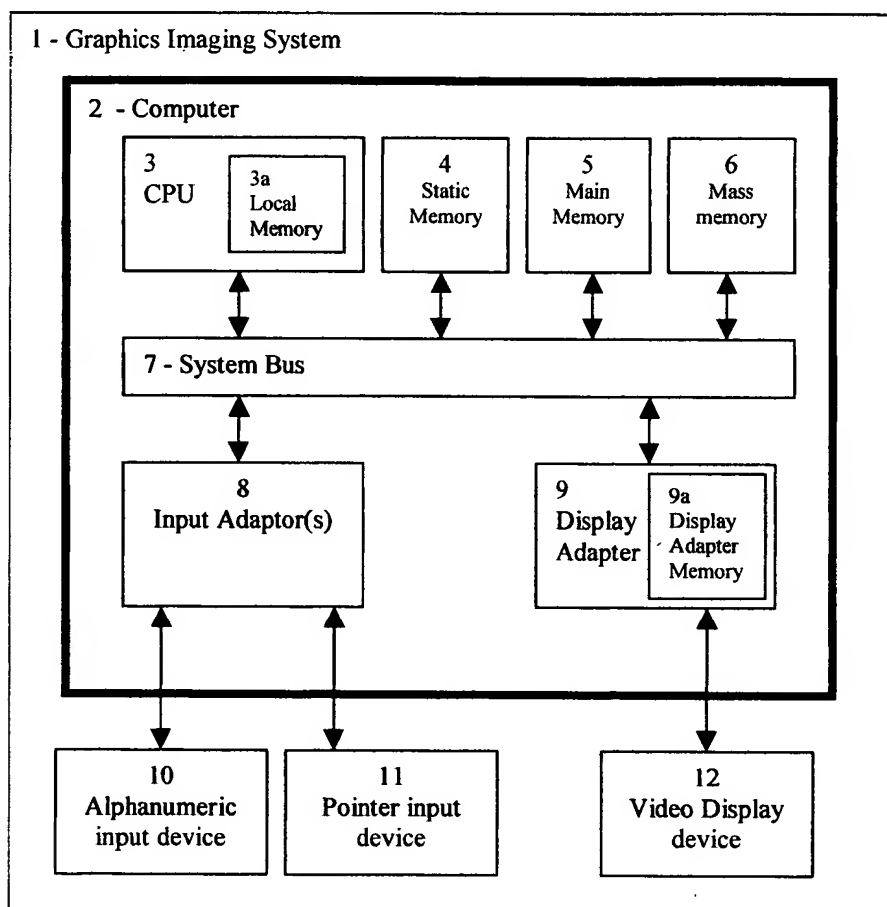 1 - Graphics Imaging System
2 - Computer
3
CPU
3a
Local
Memory
4
Static
Memory
5
Main
Memory
6
Mass
memory
7 - System Bus
8
Input Adaptor(s)
9
Display
Adapter
9a
Display
Adapter
Memory
10
Alphanumeric
input device
11
Pointer input
device
12
Video Display
device